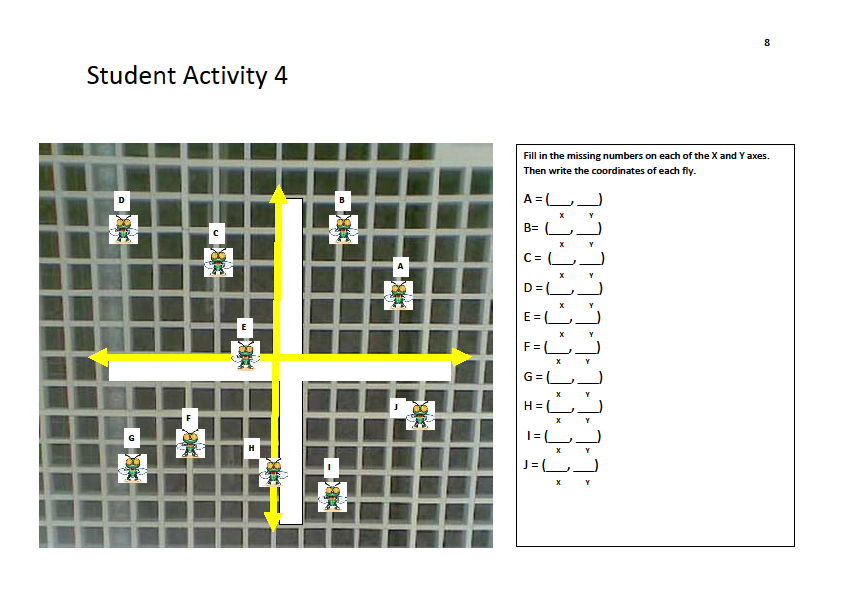 8
Student Activity 4
Fill in the missing numbers on each of the X and Y axes.
Then write the coordinates of each fly.
A = (___, ___)
X Y
B= (___, ___)
X Y
C = (___, ___)
X Y
D = (___, ___)
X Y
E = (___, ___)
X Y
F = (___, ___)
X Y
G = (___, ___)
X Y
H = (___, ___)
X Y
I = (___, ___)
X Y
J = (___, ___)
X Y
D
B
C
A
E
J
F
G
H
I